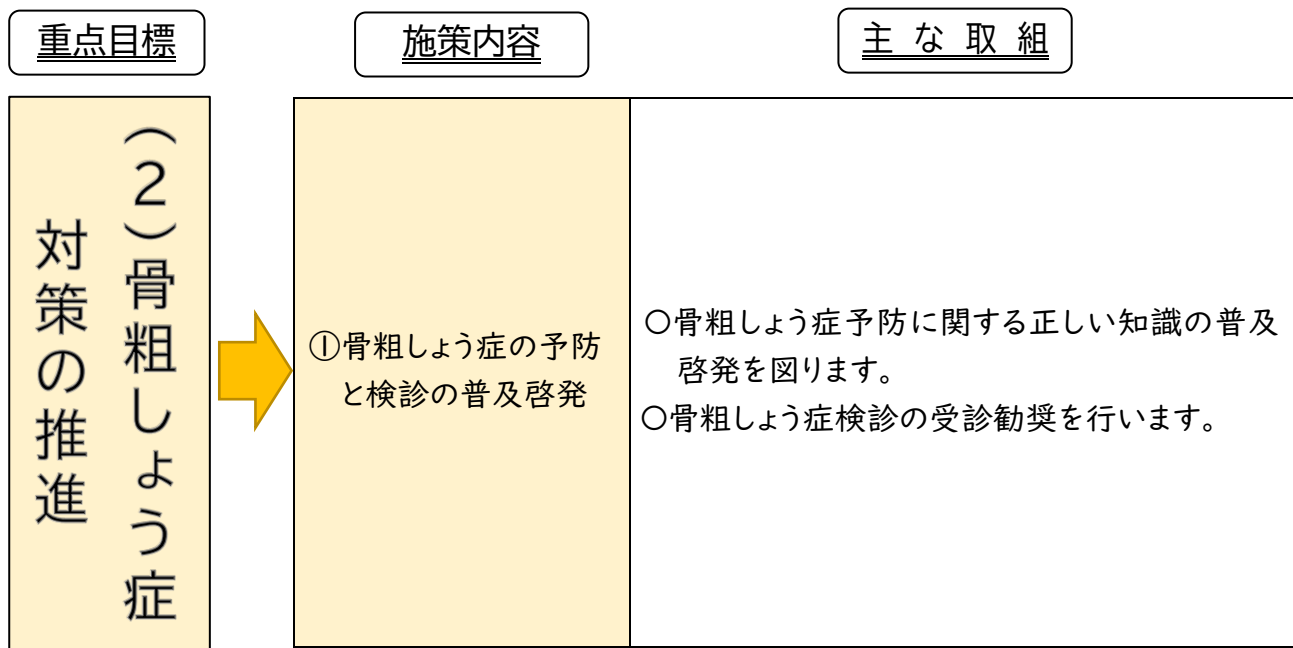 重点目標
施策内容
主な取組
（２）骨粗しょう症
対策の推進
①骨粗しょう症の予防
と検診の普及啓発
○骨粗しょう症予防に関する正しい知識の普及
啓発を図ります。
○骨粗しょう症検診の受診勧奨を行います。